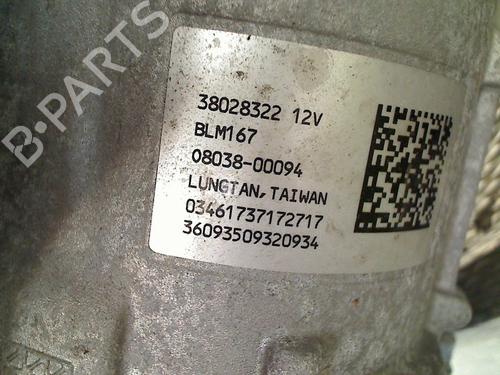 B-PARTS
38028322 12V
BLM167
08038-00094
LUNGTAN, TAIWAN
03461737172717
36093509320934